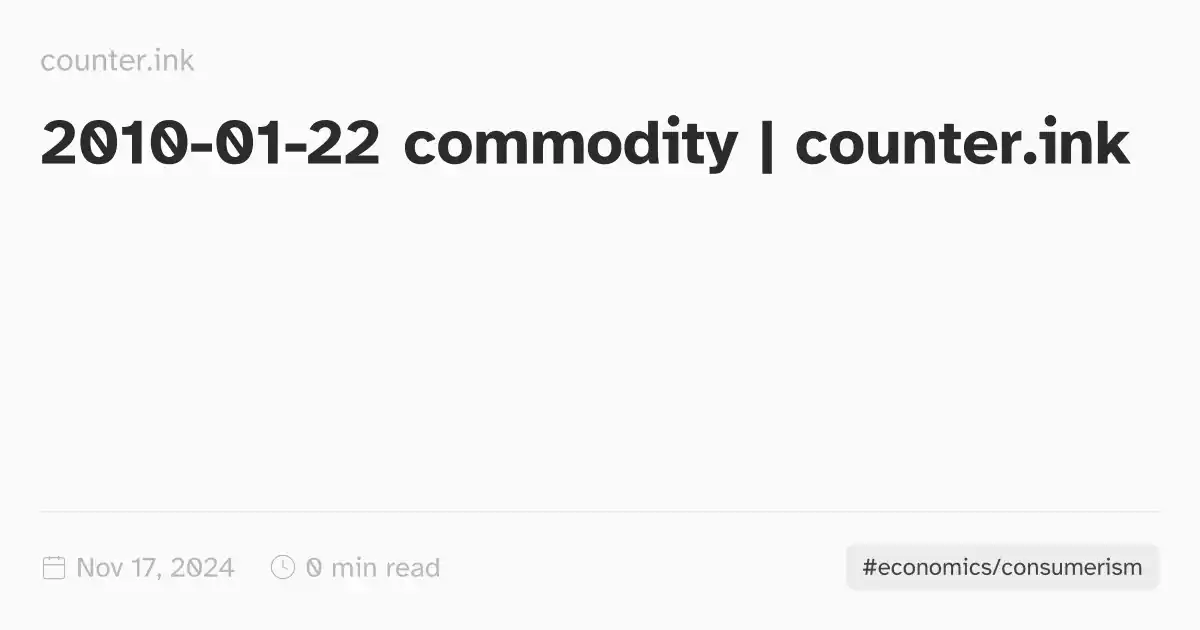 counter.ink
2010-01-22 commodity | counter.ink
Nov 17, 2024 0 min read #economics/consumerism